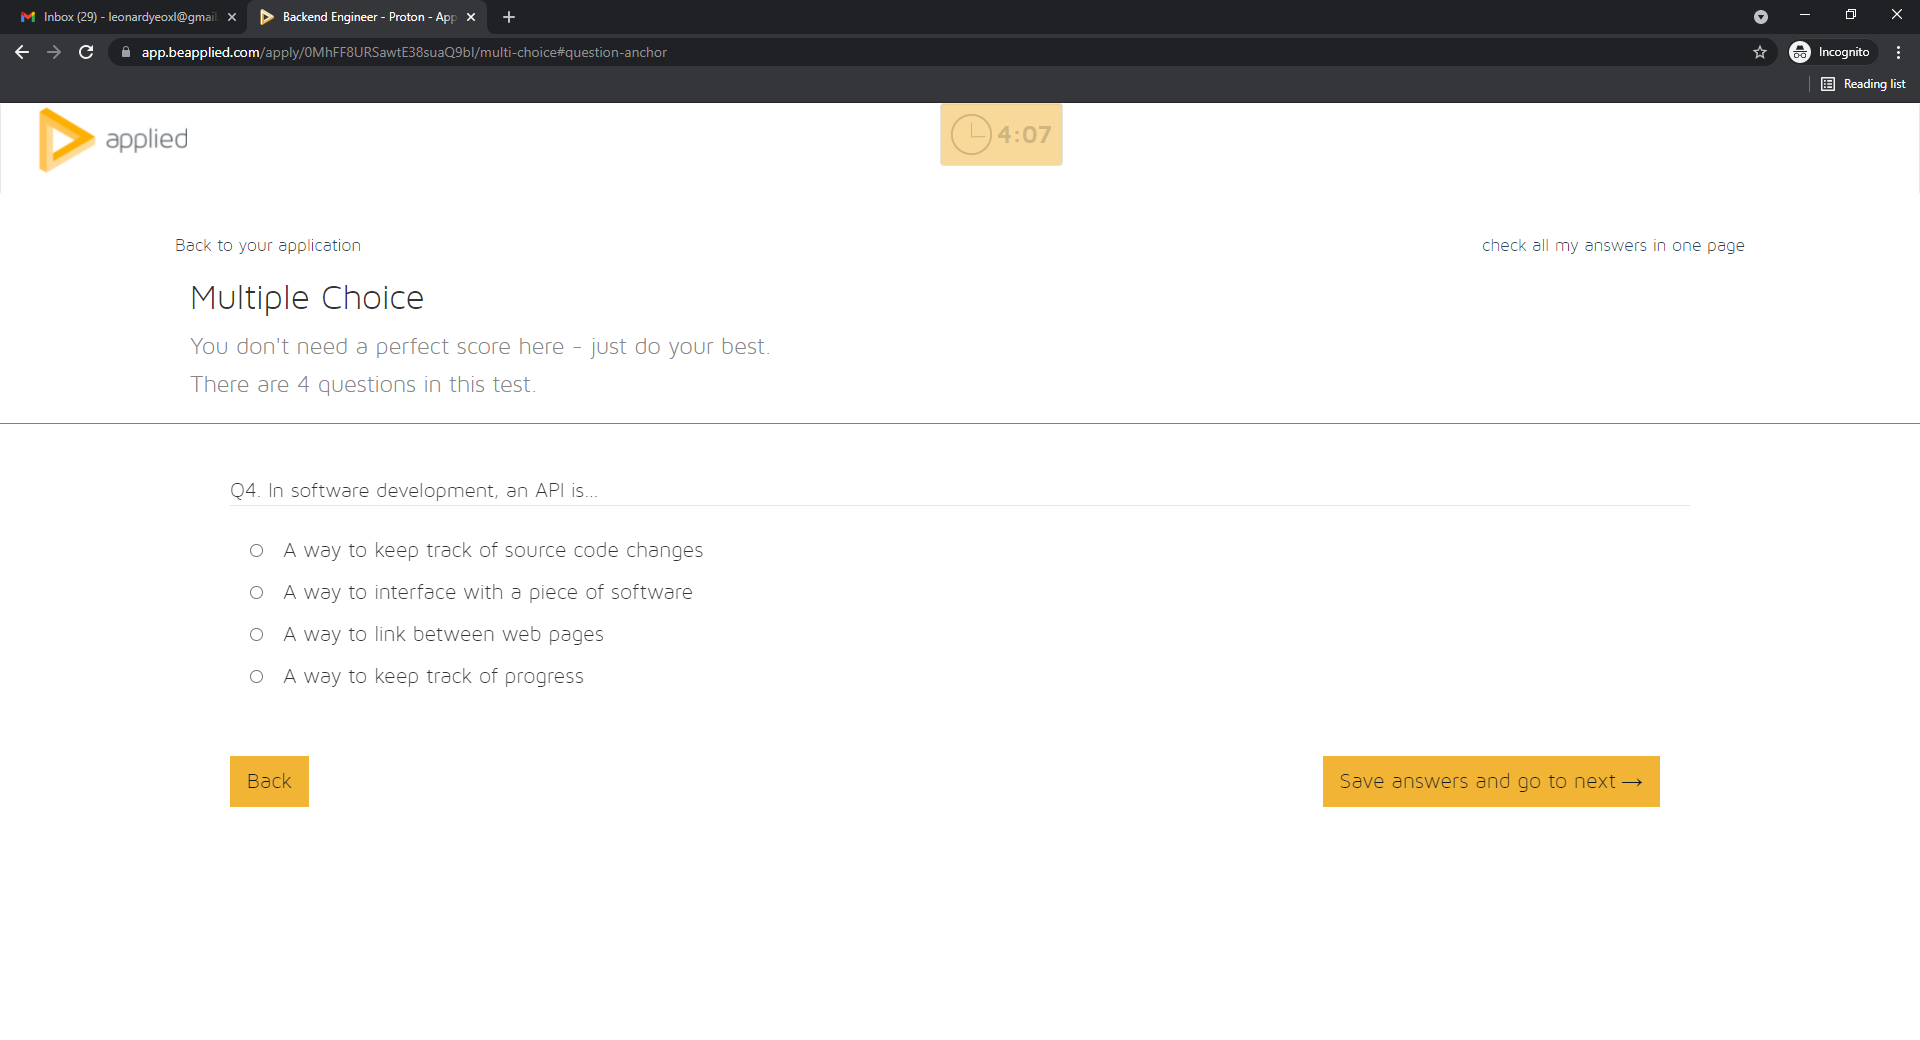 Inbox (29) - leonardyeoxl@gmail
Backend Engineer - Proton - App
app.beapplied.com/apply/0MhFF8URSawtE38suaQ9bI/multi-choice#question-anchor
Incognito
Reading list
applied
4:07
Back to your application
check all my answers in one page
Multiple Choice
You don't need a perfect score here - just do your best.
There are 4 questions in this test.
Q4. In software development, an API is...
A way to keep track of source code changes
A way to interface with a piece of software
A way to link between web pages
A way to keep track of progress
Back
Save answers and go to next →